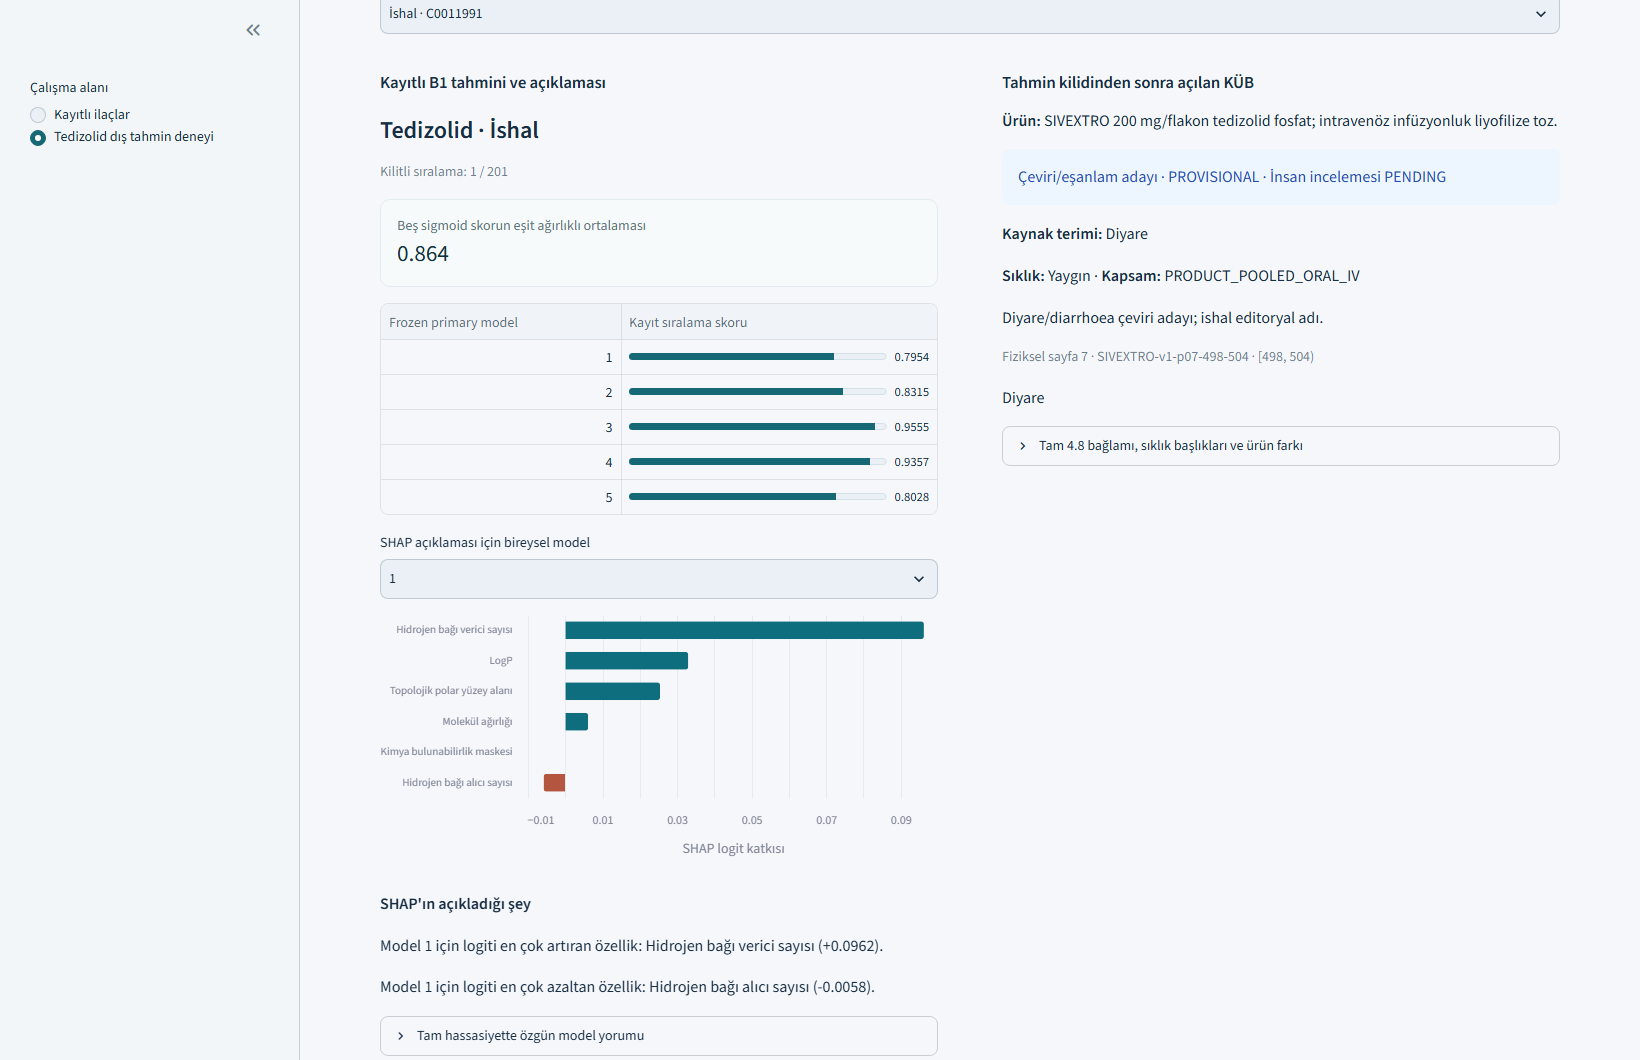 İshal · C0011991
Çalışma alanı
Kayıtlı ilaçlar
Tedizolid dış tahmin deneyi
Kayıtlı B1 tahmini ve açıklaması
Tedizolid · İshal
Kilitli sıralama: 1 / 201
Beş sigmoid skorun eşit ağırlıklı ortalaması
0.864
Frozen primary model Kayıt sıralama skoru
1 0.7954
2 0.8315
3 0.9555
4 0.9357
5 0.8028
SHAP açıklaması için bireysel model
1
Hidrojen bağı verici sayısı
LogP
Topolojik polar yüzey alanı
Molekül ağırlığı
Kimya bulunabilirlik maskesi
Hidrojen bağı alıcı sayısı
−0.01 0.01 0.03 0.05 0.07 0.09
SHAP logit katkısı
SHAP'ın açıkladığı şey
Model 1 için logiti en çok artıran özellik: Hidrojen bağı verici sayısı (+0.0962).
Model 1 için logiti en çok azaltan özellik: Hidrojen bağı alıcı sayısı (-0.0058).
Tam hassasiyette özgün model yorumu
Tahmin kilidinden sonra açılan KÜB
Ürün: SIVEXTRO 200 mg/flakon tedizolid fosfat; intravenöz infüzyonluk liyofilize toz.
Çeviri/eşanlam adayı · PROVISIONAL · İnsan incelemesi PENDING
Kaynak terimi: Diyare
Sıklık: Yaygın · Kapsam: PRODUCT_POOLED_ORAL_IV
Diyare/diarrhoea çeviri adayı; ishal editoryal adı.
Fiziksel sayfa 7 · SIVEXTRO-v1-p07-498-504 · [498, 504)
Diyare
Tam 4.8 bağlamı, sıklık başlıkları ve ürün farkı